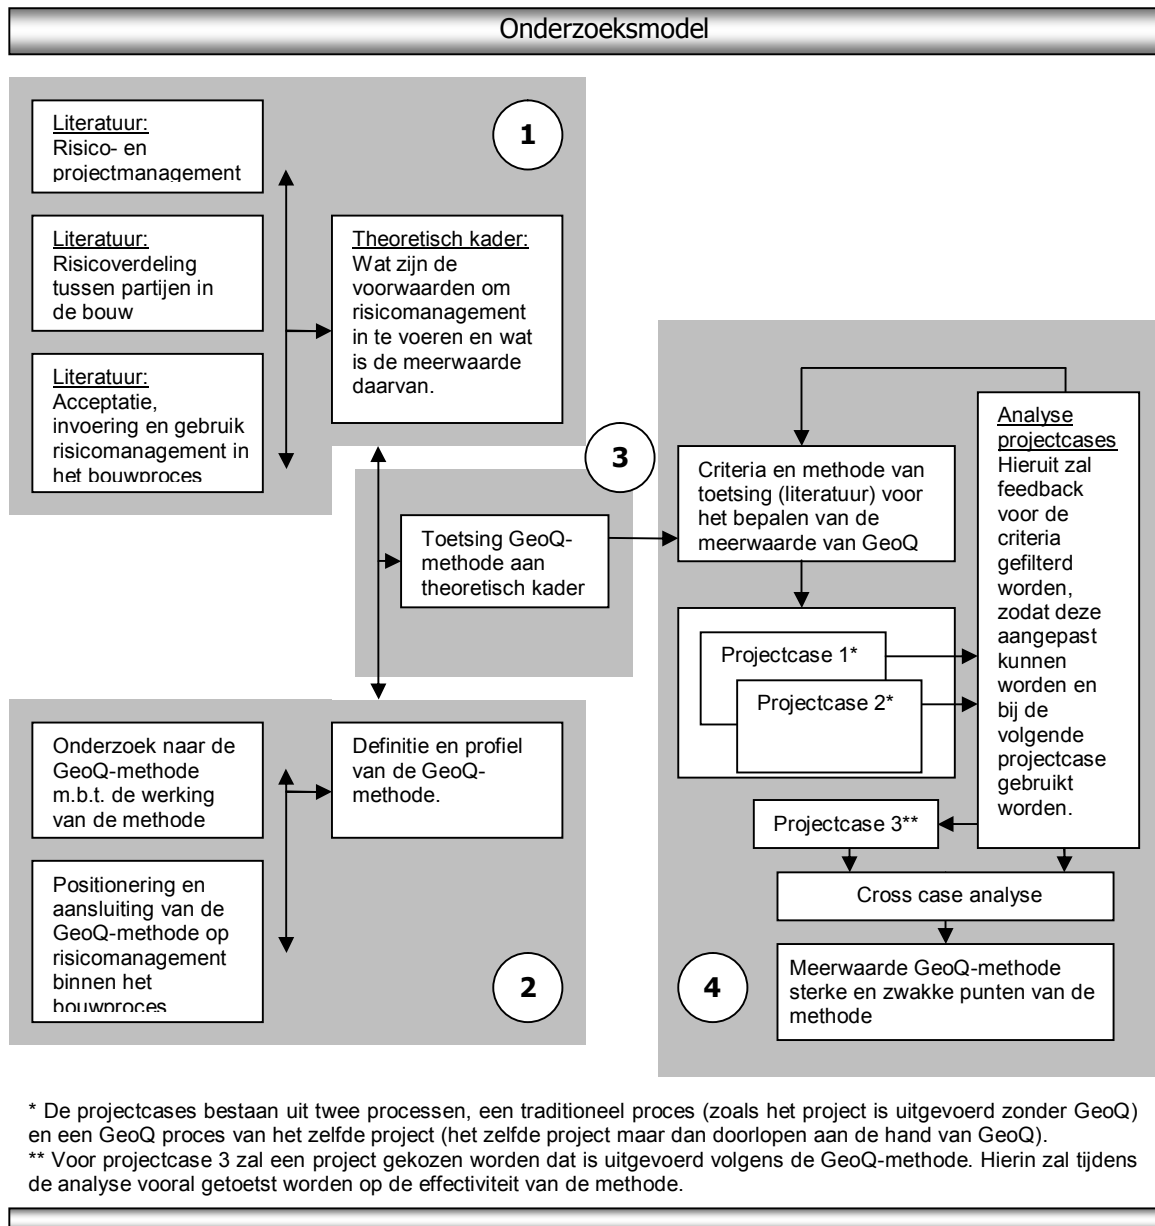 Onderzoeksmodel
1
Literatuur:
Risico- en
projectmanagement
Literatuur:
Risicoverdeling
tussen partijen in
de bouw
Literatuur:
Acceptatie,
invoering en gebruik
risicomanagement in
het bouwproces
Theoretisch kader:
Wat zijn de
voorwaarden om
risicomanagement
in te voeren en wat
is de meerwaarde
daarvan.
3
Toetsing GeoQ-
methode aan
theoretisch kader
Onderzoek naar de
GeoQ-methode
m.b.t. de werking
van de methode
Positionering en
aansluiting van de
GeoQ-methode op
risicomanagement
binnen het
bouwproces
Definitie en profiel
van de GeoQ-
methode.
2
Criteria en methode van
toetsing (literatuur) voor
het bepalen van de
meerwaarde van GeoQ
Projectcase 1*
Projectcase 2*
Analyse
projectcases
Hieruit zal
feedback
voor de
criteria
gefilterd
worden,
zodat deze
aangepast
kunnen
worden en
bij de
volgende
projectcase
gebruikt
worden.
Projectcase 3**
Cross case analyse
Meerwaarde GeoQ-methode
sterke en zwakke punten van de
methode
4
* De projectcases bestaan uit twee processen, een traditioneel proces (zoals het project is uitgevoerd zonder GeoQ)
en een GeoQ proces van het zelfde project (het zelfde project maar dan doorlopen aan de hand van GeoQ).
** Voor projectcase 3 zal een project gekozen worden dat is uitgevoerd volgens de GeoQ-methode. Hierin zal tijdens
de analyse vooral getoetst worden op de effectiviteit van de methode.